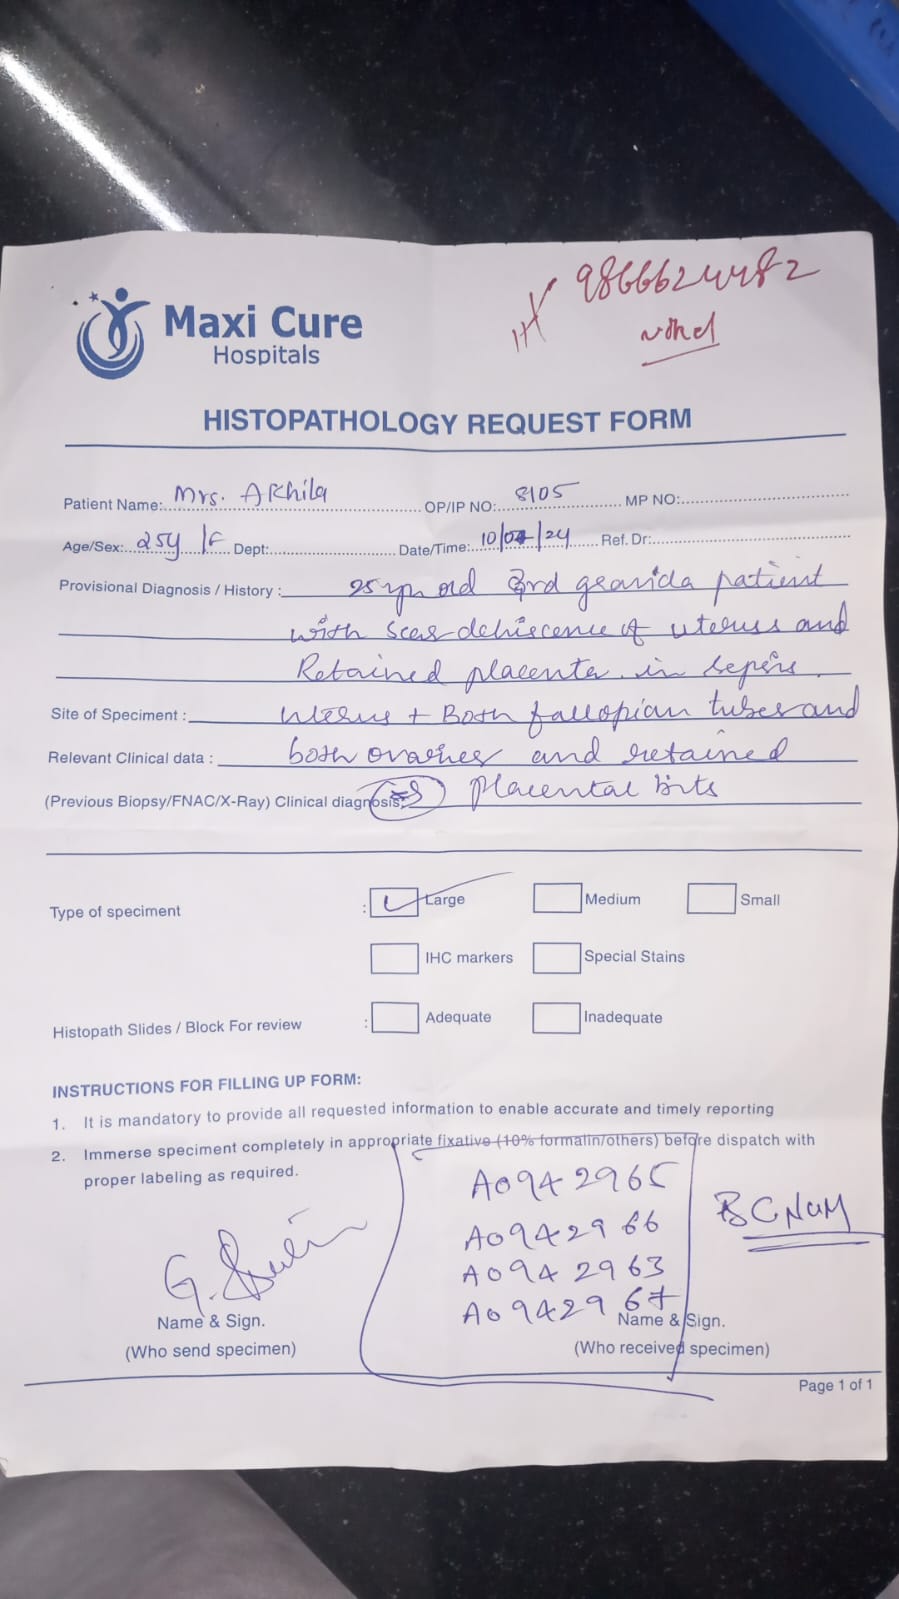 9866624482
Maxi Cure
Hospitals
HISTOPATHOLOGY REQUEST FORM
Patient Name: Mrs. Akhila OP/IP NO: 8105 MP NO:
Age/Sex: 25y /F Dept: Date/Time: 10/07/24 Ref. Dr:
Provisional Diagnosis / History : 25 yr old 3rd gravida patient
with scar dehiscence of uterus and
Retained placenta in sepsis.
Site of Speciment : Uterus + Both fallopian tubes and
Relevant Clinical data : both ovaries and retained
(Previous Biopsy/FNAC/X-Ray) Clinical diagnosis: placental bits
Type of speciment : Large Medium Small
IHC markers Special Stains
Histopath Slides / Block For review : Adequate Inadequate
INSTRUCTIONS FOR FILLING UP FORM:
1. It is mandatory to provide all requested information to enable accurate and timely reporting
2. Immerse speciment completely in appropriate fixative (10% formalin/others) before dispatch with
proper labeling as required.
A0942965
A0942966
A0942963
A0942967
Name & Sign. Name & Sign.
(Who send specimen) (Who received specimen)
Page 1 of 1